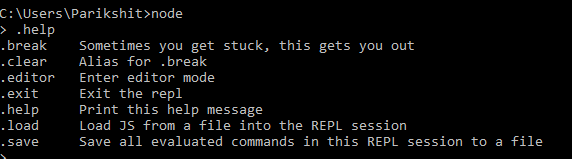 C:\Users\Parikshit>node
> .help
.break    Sometimes you get stuck, this gets you out
.clear    Alias for .break
.editor   Enter editor mode
.exit     Exit the repl
.help     Print this help message
.load     Load JS from a file into the REPL session
.save     Save all evaluated commands in this REPL session to a file
>